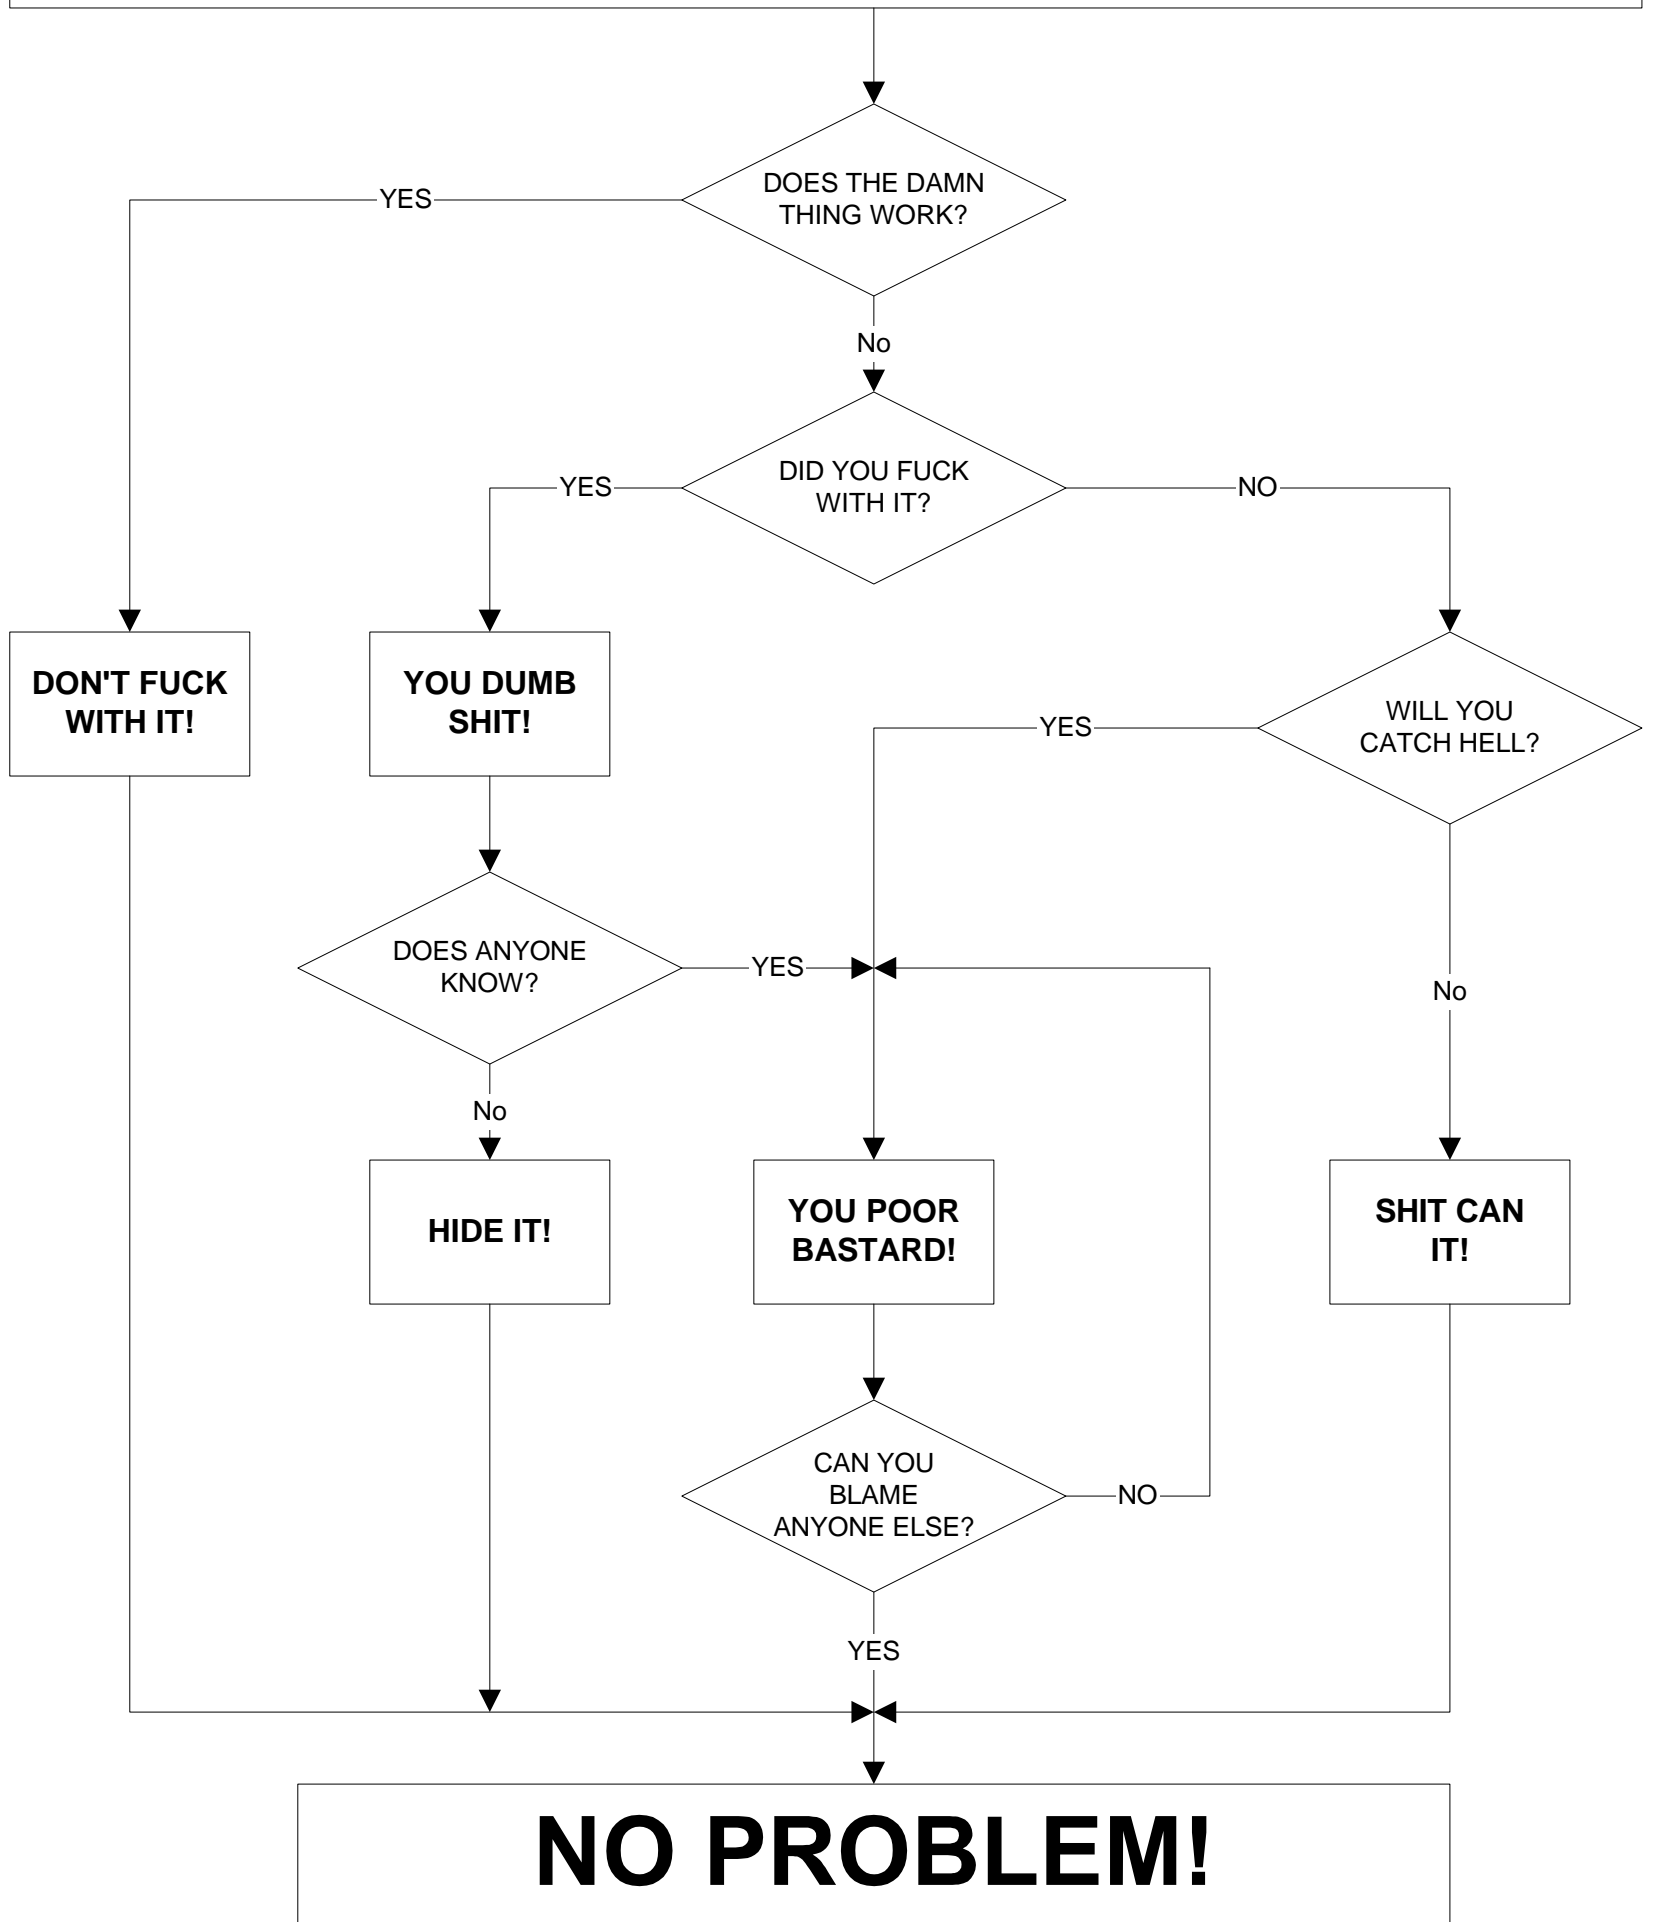 DOES THE DAMN
THING WORK?
YES
No
DID YOU FUCK
WITH IT?
YES
NO
DON'T FUCK
WITH IT!
YOU DUMB
SHIT!
WILL YOU
CATCH HELL?
YES
No
DOES ANYONE
KNOW?
YES
No
HIDE IT!
YOU POOR
BASTARD!
SHIT CAN
IT!
CAN YOU
BLAME
ANYONE ELSE?
NO
YES
NO PROBLEM!